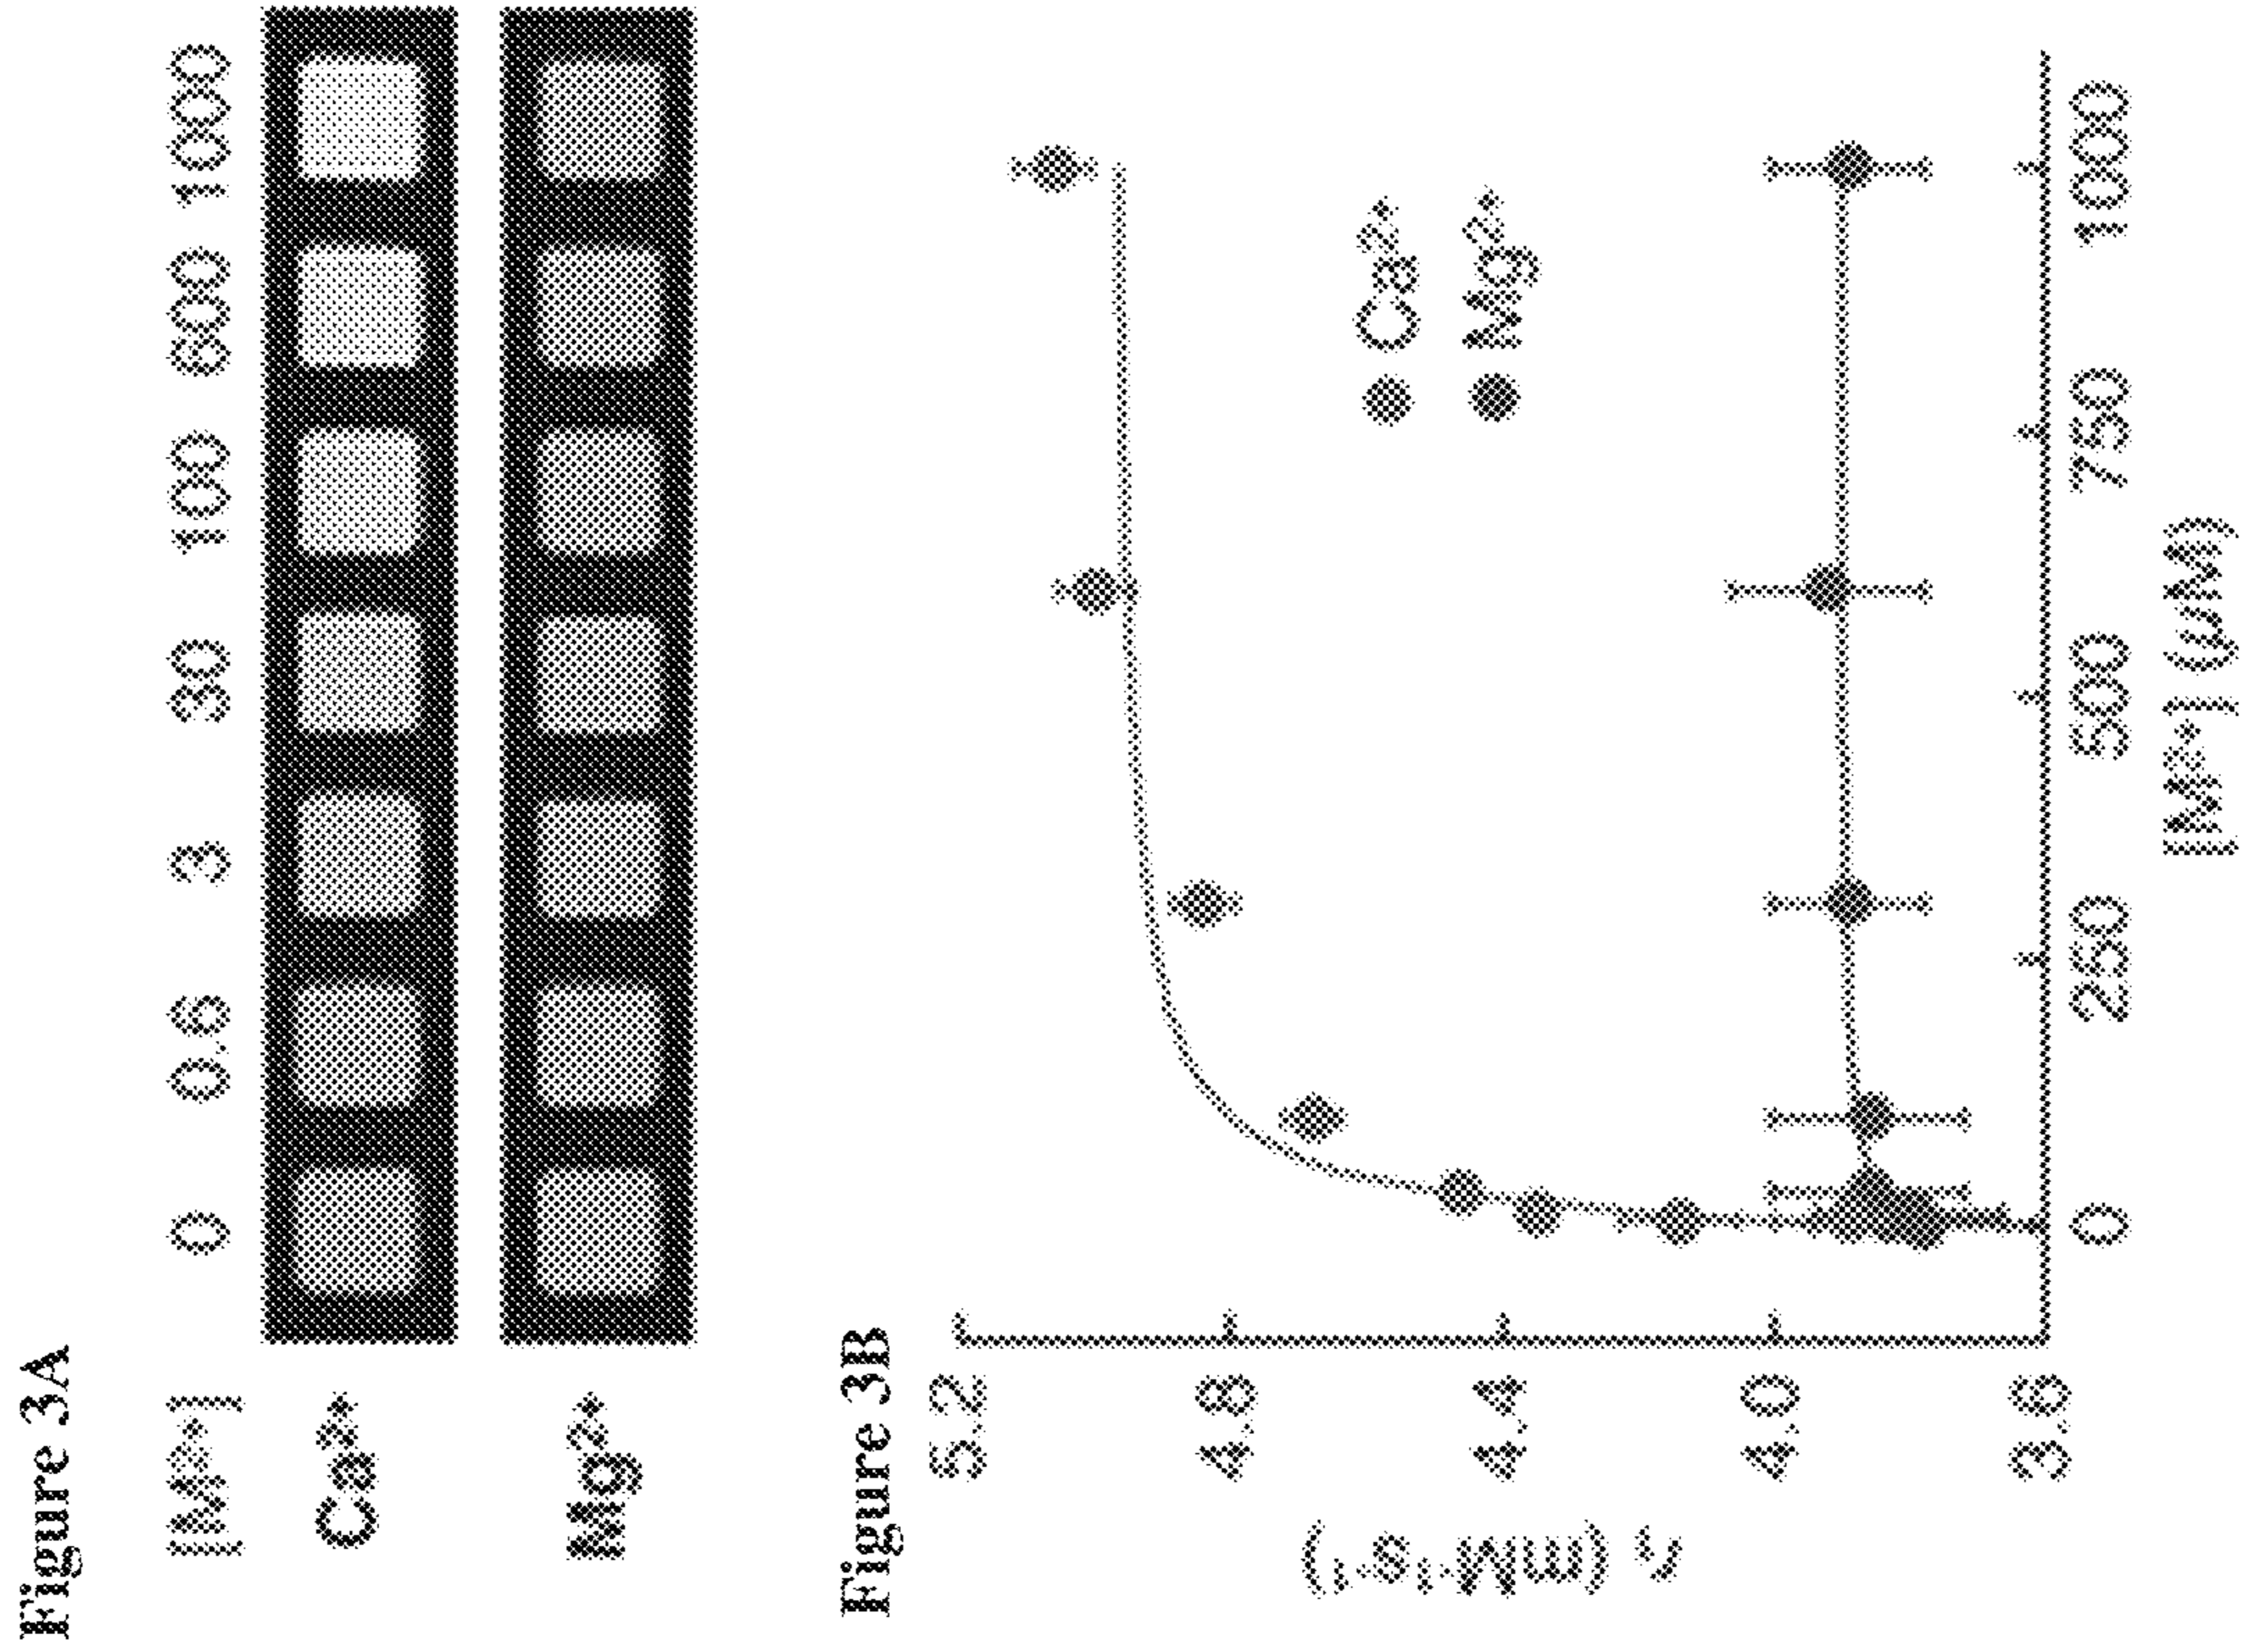 Figure 3A
[M²⁺] 0 0.6 3 30 100 600 1000
Ca²⁺
Mg²⁺
Figure 3B
5.2
4.8
4.4
4.0
3.6
r₁ (mM⁻¹s⁻¹)
Ca²⁺
Mg²⁺
0 250 500 750 1000
[M²⁺] (μM)